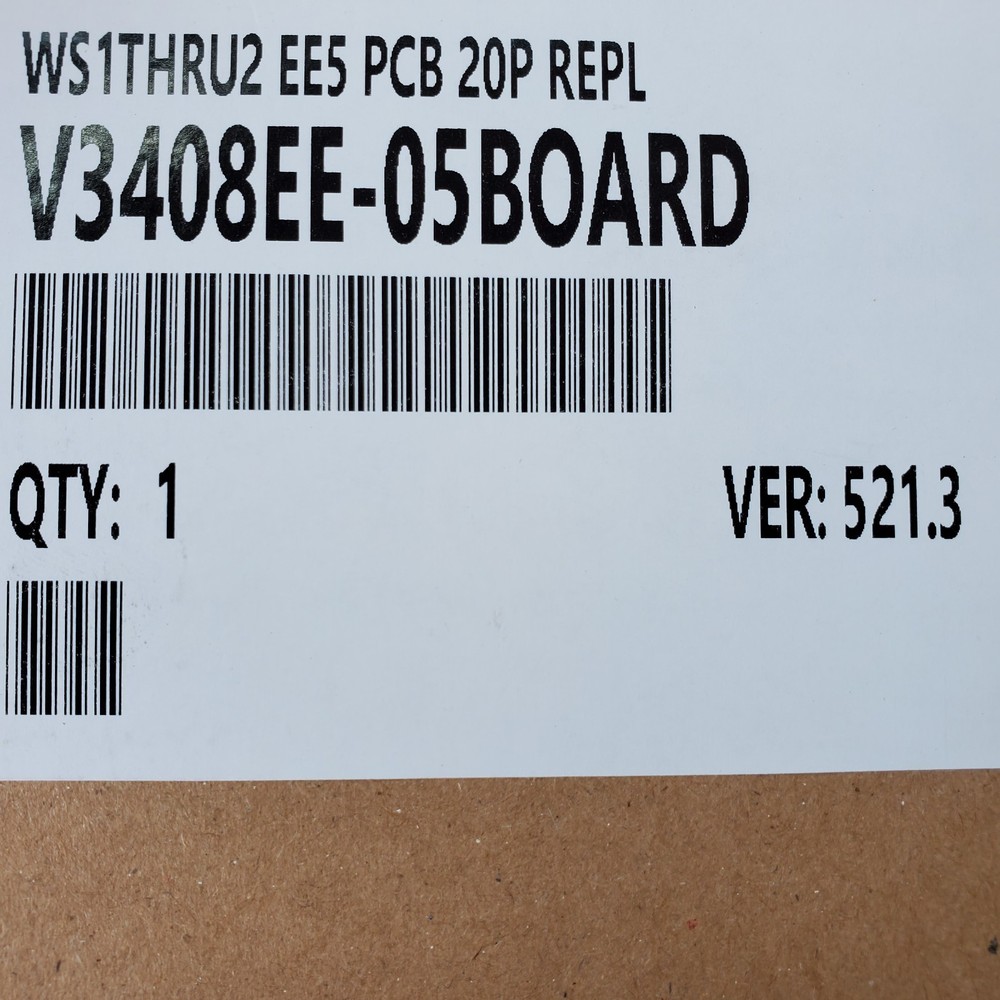 WS1THRU2 EE5 PCB 20P REPL
V3408EE-05BOARD
QTY: 1
VER: 521.3